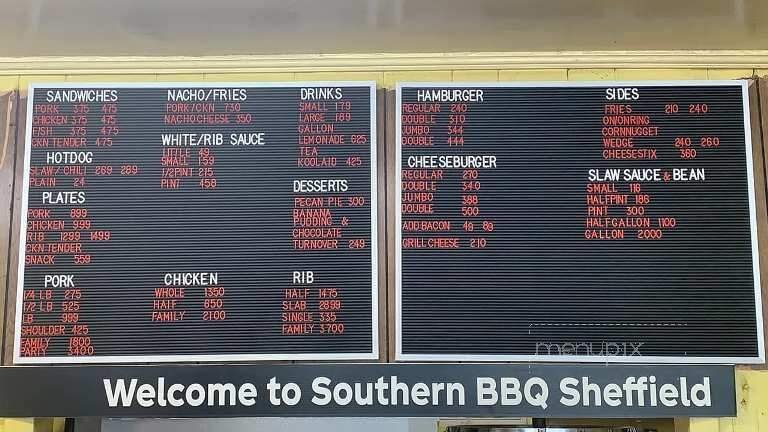 SANDWICHES
PORK 375 475
CHICKEN 375 475
FISH 375 475
CKN TENDER 475
HOTDOG
SLAW/CHILI 269 289
PLAIN 24
PLATES
PORK 899
CHICKEN 999
RIB 1299 1499
CKN-TENDER
SNACK 559
PORK
1/4 LB 275
1/2 LB 525
LB 999
SHOULDER 425
FAMILY 1800
PARTY 3400
NACHO/FRIES
PORK/CKN 730
NACHO CHEESE 350
WHITE/RIB SAUCE
LITTLE 49
SMALL 159
1/2PINT 215
PINT 458
CHICKEN
WHOLE 1350
HALF 650
FAMILY 2100
DRINKS
SMALL 179
LARGE 189
GALLON
LEMONADE 625
TEA
KOOLAID 425
DESSERTS
PECAN PIE 300
BANANA
PUDDING &
CHOCOLATE
TURNOVER 249
RIB
HALF 1475
SLAB 2899
SINGLE 335
FAMILY 3700
HAMBURGER
REGULAR 240
DOUBLE 310
JUMBO 344
DOUBLE 444
CHEESEBURGER
REGULAR 270
DOUBLE 340
JUMBO 388
DOUBLE 500
ADD BACON
GRILL CHEESE 210
SIDES
FRIES 210 240
ON/ONRING
CORNNUGGET
WEDGE 240 260
CHEESESTIX 360
SLAW SAUCE & BEAN
SMALL 116
HALFPINT 186
PINT 300
HALFGALLON 1100
GALLON 2000
menupix
Welcome to Southern BBQ Sheffield